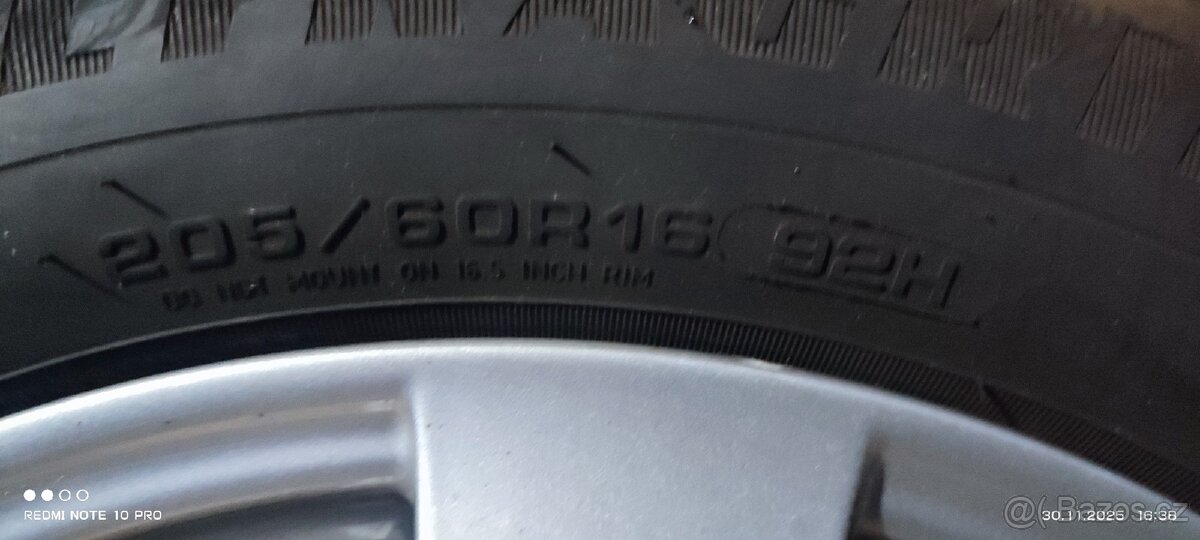 205/60R16 92H
DO NOT MOUNT ON 16.5 INCH RIM
REDMI NOTE 10 PRO
@( Bazos.cz
30.11.2025 16:36